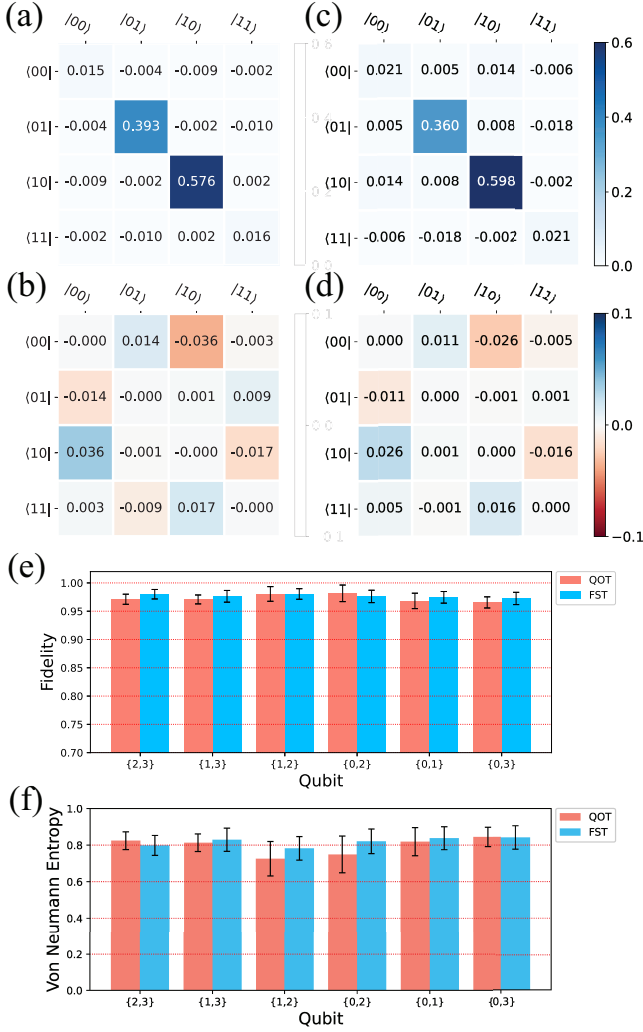 (a)
|00⟩ |01⟩ |10⟩ |11⟩
⟨00| 0.015 -0.004 -0.009 -0.002
⟨01| -0.004 0.393 -0.002 -0.010
⟨10| -0.009 -0.002 0.576 0.002
⟨11| -0.002 -0.010 0.002 0.016
(c)
|00⟩ |01⟩ |10⟩ |11⟩
⟨00| 0.021 0.005 0.014 -0.006
⟨01| 0.005 0.360 0.008 -0.018
⟨10| 0.014 0.008 0.598 -0.002
⟨11| -0.006 -0.018 -0.002 0.021
0.6
0.4
0.2
0.0
(b)
|00⟩ |01⟩ |10⟩ |11⟩
⟨00| -0.000 0.014 -0.036 -0.003
⟨01| -0.014 -0.000 0.001 0.009
⟨10| 0.036 -0.001 -0.000 -0.017
⟨11| 0.003 -0.009 0.017 -0.000
(d)
|00⟩ |01⟩ |10⟩ |11⟩
⟨00| 0.000 0.011 -0.026 -0.005
⟨01| -0.011 0.000 -0.001 0.001
⟨10| 0.026 0.001 0.000 -0.016
⟨11| 0.005 -0.001 0.016 0.000
0.1
0.0
−0.1
(e)
Fidelity
1.00
0.95
0.90
0.85
0.80
0.75
0.70
{2,3} {1,3} {1,2} {0,2} {0,1} {0,3}
Qubit
QOT
FST
(f)
Von Neumann Entropy
1.0
0.8
0.6
0.4
0.2
0.0
{2,3} {1,3} {1,2} {0,2} {0,1} {0,3}
Qubit
QOT
FST